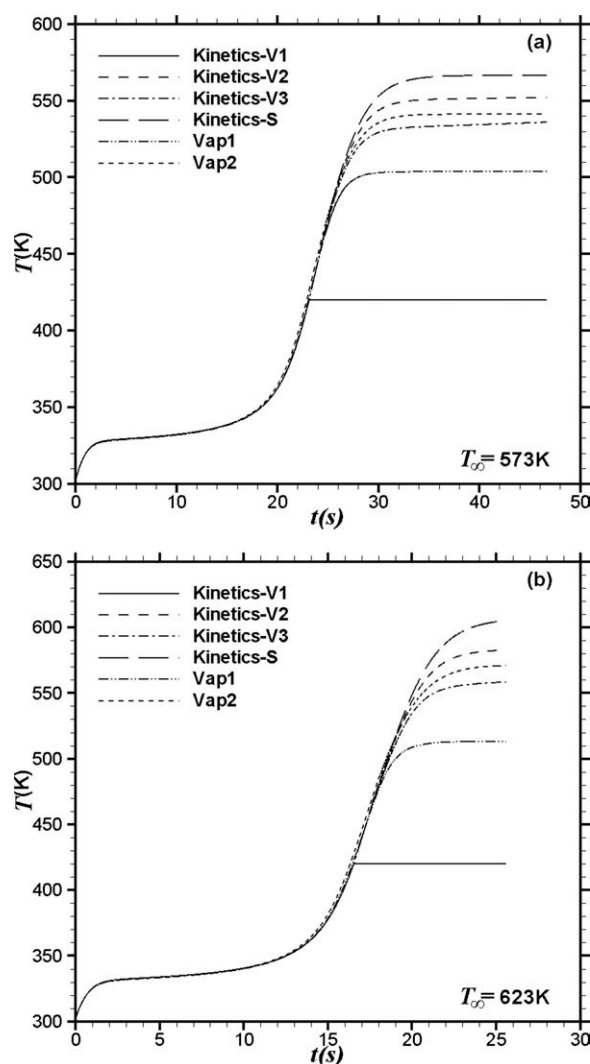 600
(a)
Kinetics-V1
Kinetics-V2
Kinetics-V3
Kinetics-S
Vap1
Vap2
550
500
T(K)
450
400
350
300
T∞= 573K
0 10 20 30 40 50
t(s)
650
(b)
Kinetics-V1
Kinetics-V2
Kinetics-V3
Kinetics-S
Vap1
Vap2
600
550
500
T(K)
450
400
350
300
T∞= 623K
0 5 10 15 20 25 30
t(s)